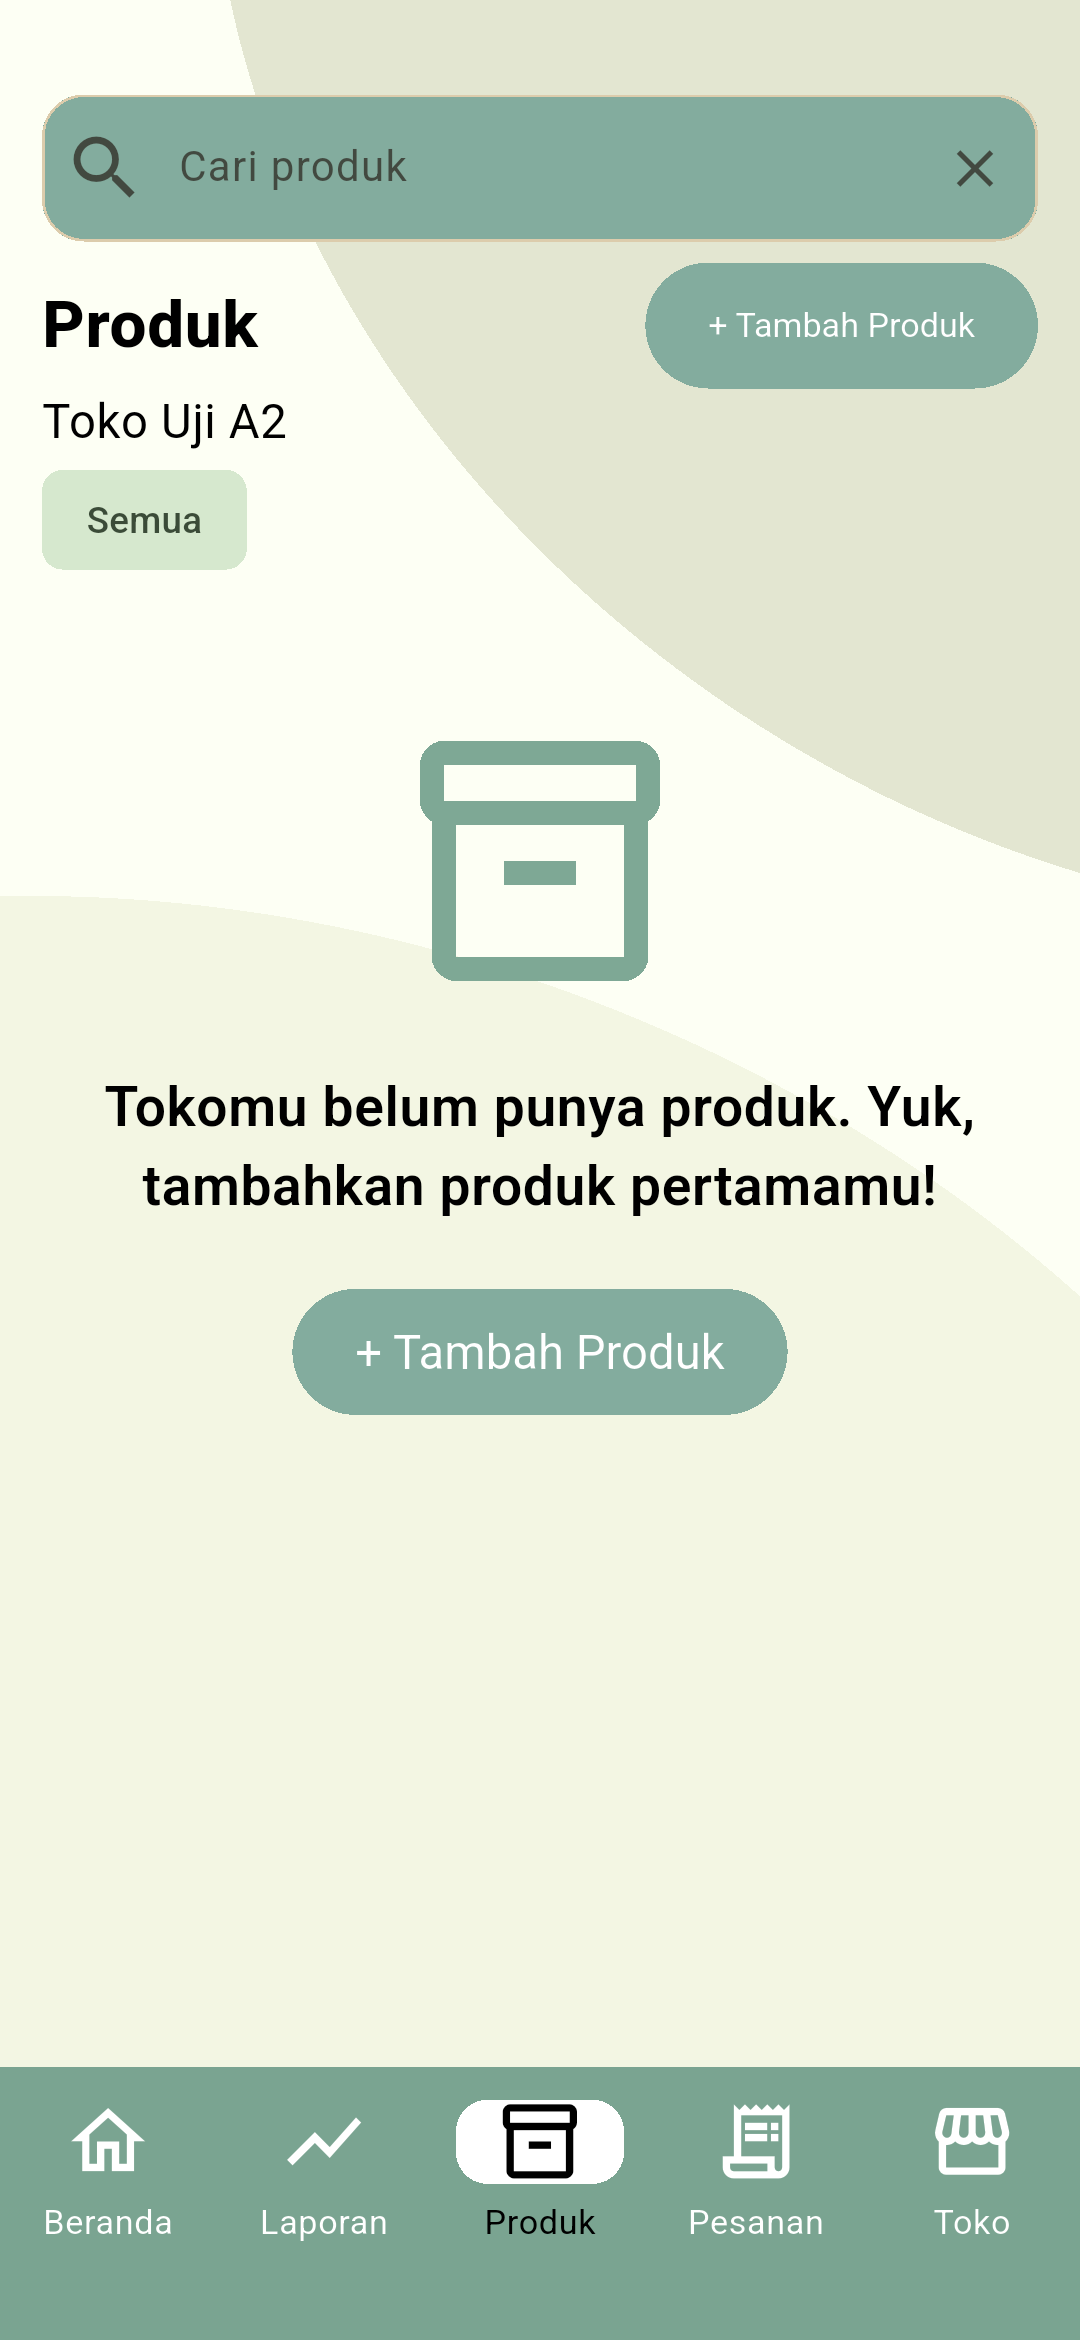 Cari produk
Produk
+ Tambah Produk
Toko Uji A2
Semua
Tokomu belum punya produk. Yuk,
tambahkan produk pertamamu!
+ Tambah Produk
Beranda
Laporan
Produk
Pesanan
Toko